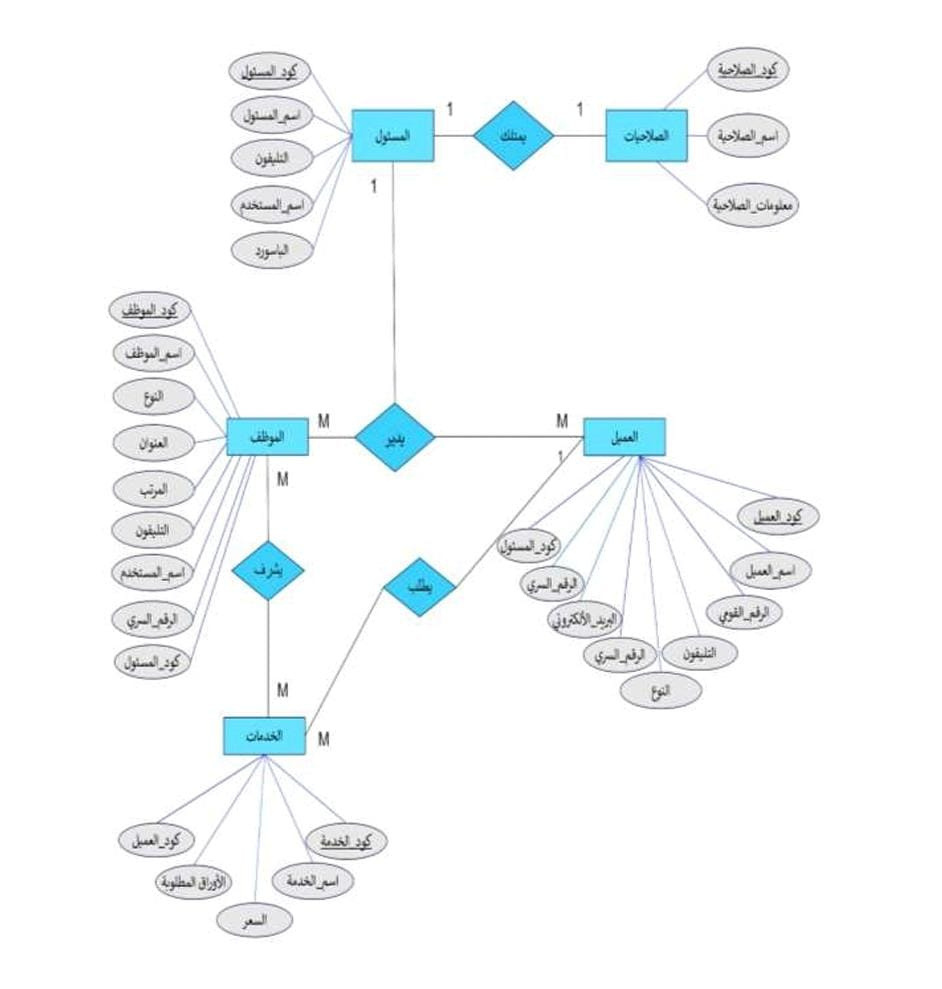 كود_المسئول
اسم_المسئول
التليفون
اسم_المستخدم
الباسورد
المسئول
1
يمتلك
1
الصلاحيات
كود_الصلاحية
اسم_الصلاحية
معلومات_الصلاحية
1
كود_الموظف
اسم_الموظف
النوع
العنوان
المرتب
التليفون
اسم_المستخدم
الرقم_السري
كود_المسئول
الموظف
M
يدير
M
العميل
1
M
كود_العميل
اسم_العميل
الرقم_القومي
التليفون
النوع
الرقم_السري
البريد_الألكتروني
الرقم_السري
كود_المسئول
يشرف
يطلب
M
الخدمات
M
كود_الخدمة
اسم_الخدمة
السعر
الأوراق المطلوبة
كود_العميل